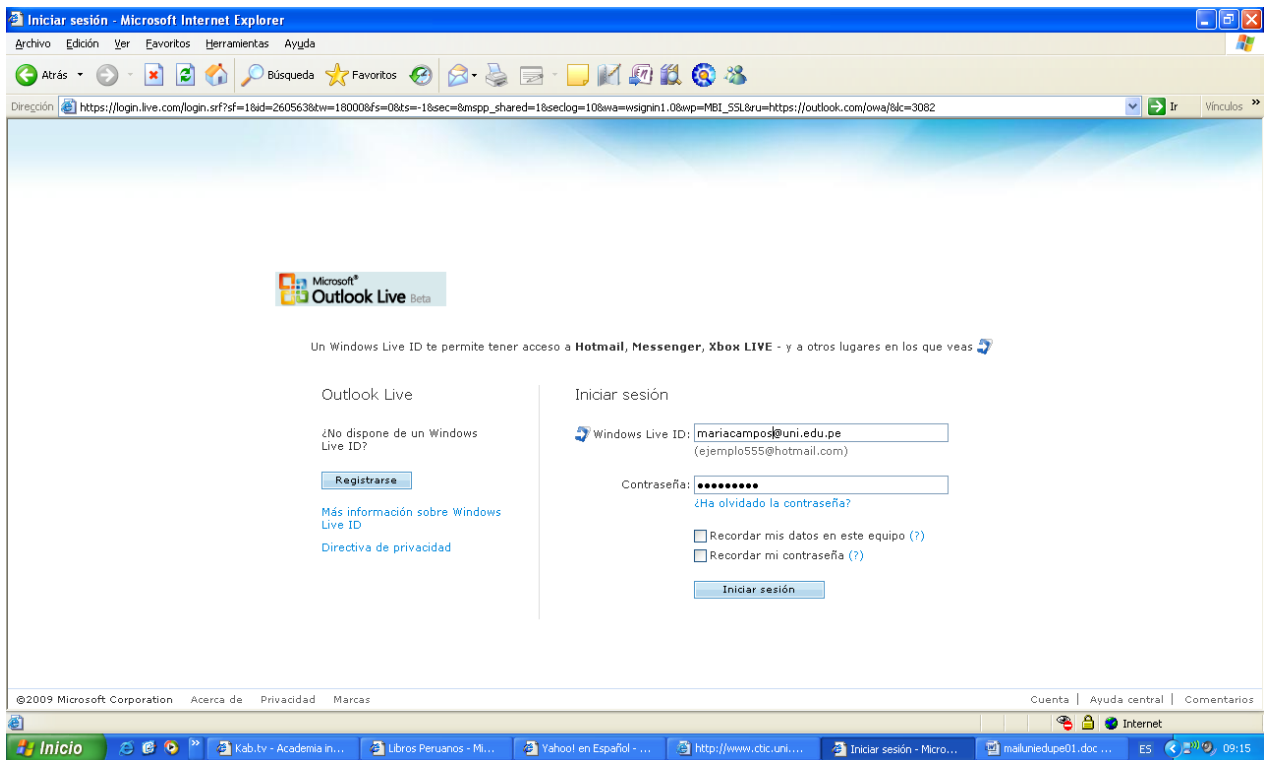 Iniciar sesión - Microsoft Internet Explorer
Archivo Edición Ver Favoritos Herramientas Ayuda
Atrás Búsqueda Favoritos
Dirección https://login.live.com/login.srf?sf=1&id=260563&tw=18000&fs=0&ts=-1&sec=&mspp_shared=1&seclog=10&wa=wsignin1.0&wp=MBI_SSL&ru=https://outlook.com/owa/&lc=3082 Ir Vínculos »
Microsoft®
Outlook Live Beta
Un Windows Live ID te permite tener acceso a Hotmail, Messenger, Xbox LIVE - y a otros lugares en los que veas
Outlook Live
¿No dispone de un Windows
Live ID?
Registrarse
Más información sobre Windows
Live ID
Directiva de privacidad
Iniciar sesión
Windows Live ID: mariacampos@uni.edu.pe
(ejemplo555@hotmail.com)
Contraseña: •••••••••
¿Ha olvidado la contraseña?
Recordar mis datos en este equipo (?)
Recordar mi contraseña (?)
Iniciar sesión
©2009 Microsoft Corporation Acerca de Privacidad Marcas Cuenta | Ayuda central | Comentarios
Internet
Inicio » Kab.tv - Academia in... Libros Peruanos - Mi... Yahoo! en Español - ... http://www.ctic.uni.... Iniciar sesión - Micro... mailuniedupe01.doc ... ES 09:15